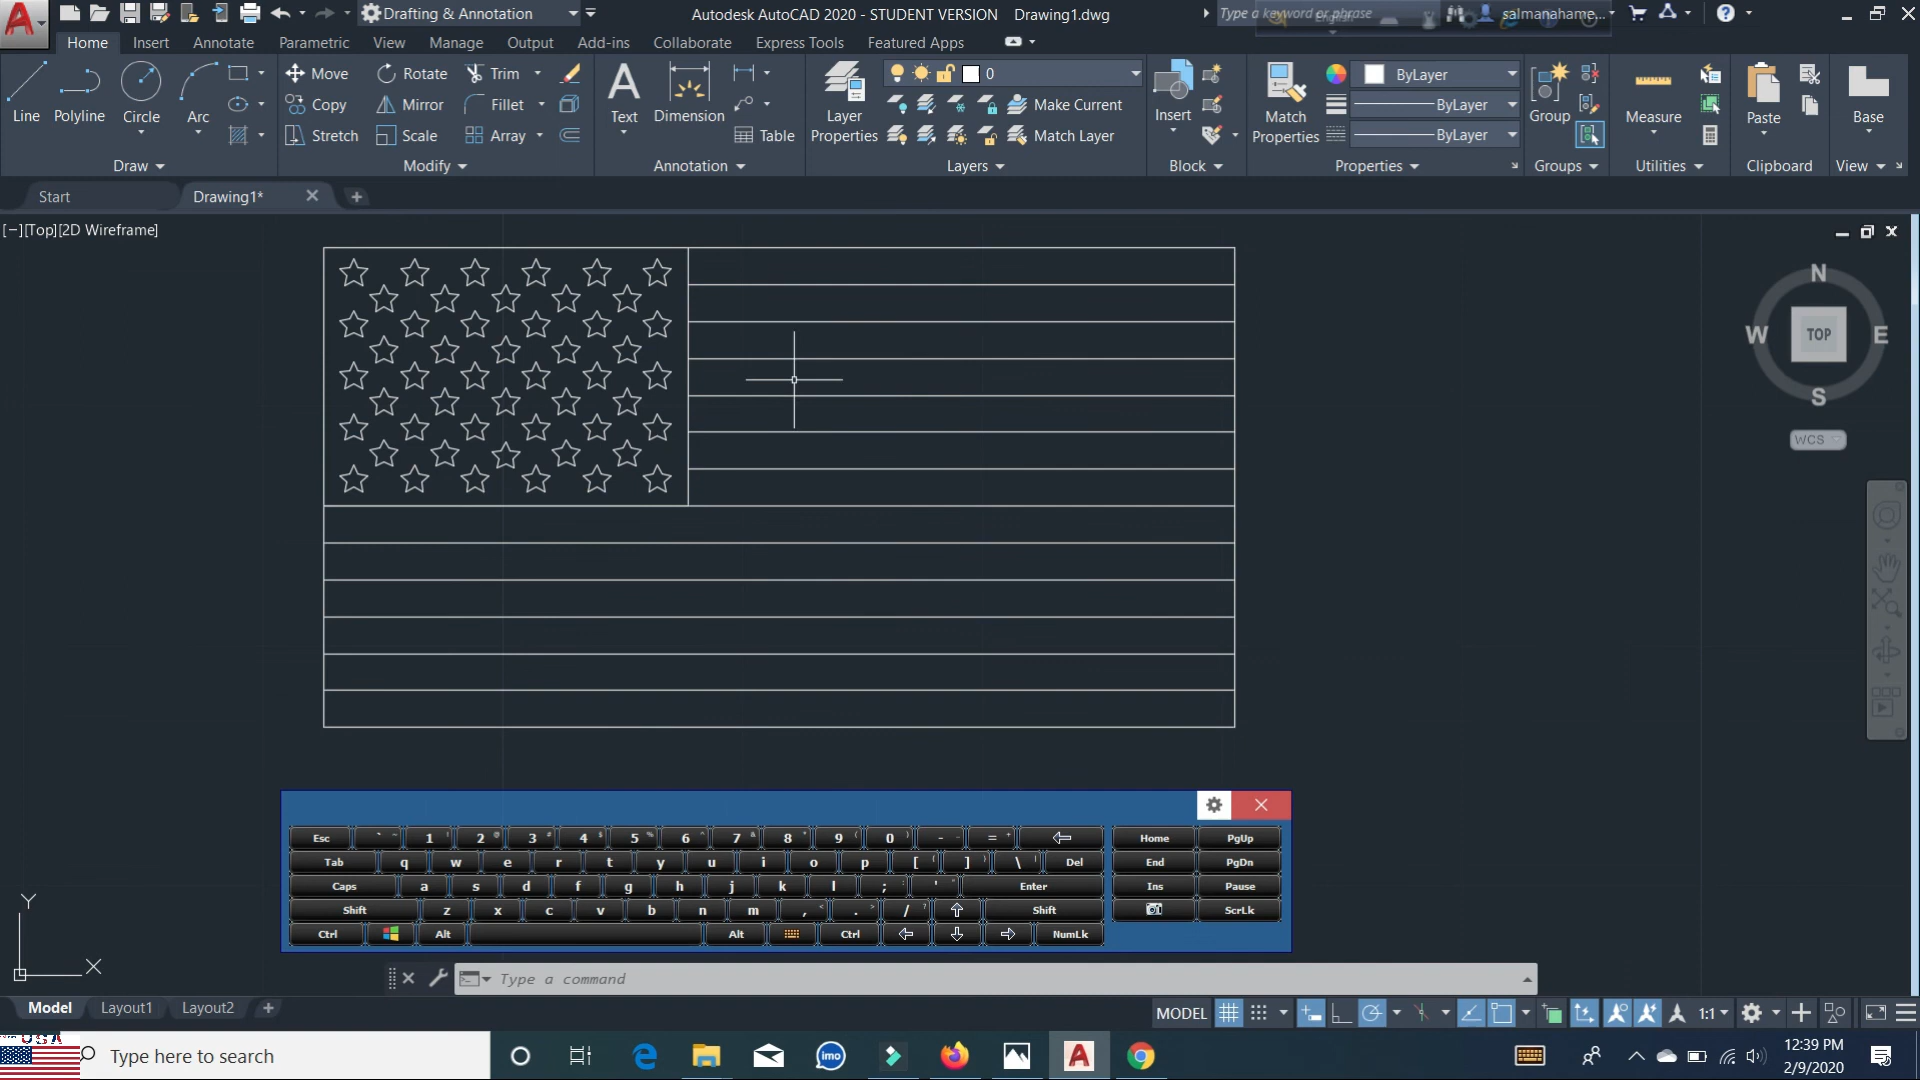 Drafting & Annotation
Autodesk AutoCAD 2020 - STUDENT VERSION Drawing1.dwg
Type a keyword or phrase
salmanahame...
Home Insert Annotate Parametric View Manage Output Add-ins Collaborate Express Tools Featured Apps
Line Polyline Circle Arc
Move Rotate Trim
Copy Mirror Fillet
Stretch Scale Array
Text Dimension Table
Layer Properties
0
Make Current
Match Layer
Insert
Match Properties
ByLayer
ByLayer
ByLayer
Group
Measure
Paste
Base
Draw Modify Annotation Layers Block Properties Groups Utilities Clipboard View
Start Drawing1*
[−][Top][2D Wireframe]
N
W TOP E
S
WCS
Esc ` ~ 1 ! 2 @ 3 # 4 $ 5 % 6 ^ 7 & 8 * 9 ( 0 ) - _ = + Home PgUp
Tab q w e r t y u i o p [ { ] } \ | Del End PgDn
Caps a s d f g h j k l ; : ' " Enter Ins Pause
Shift z x c v b n m , < . > / ? Shift ScrLk
Ctrl Alt Alt Ctrl NumLk
Y
X
Type a command
Model Layout1 Layout2
MODEL 1:1
USA
Type here to search
imo
12:39 PM
2/9/2020